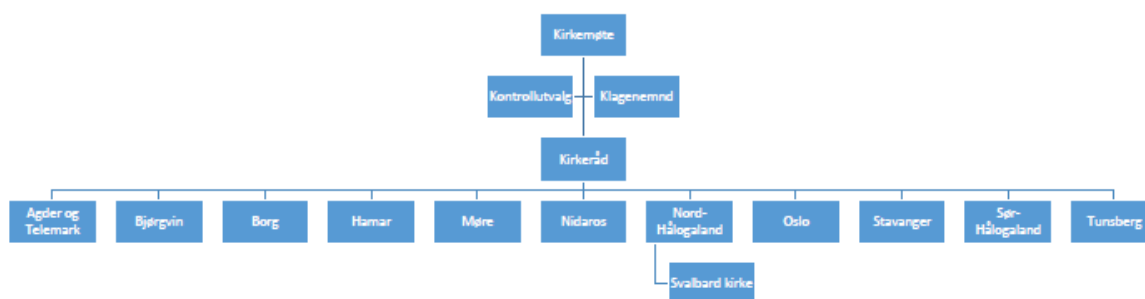 Kirkemøte
Kontrollutvalg
Klagenemnd
Kirkeråd
Agder og
Telemark
Bjørgvin
Borg
Hamar
Møre
Nidaros
Nord-
Hålogaland
Oslo
Stavanger
Sør-
Hålogaland
Tunsberg
Svalbard kirke